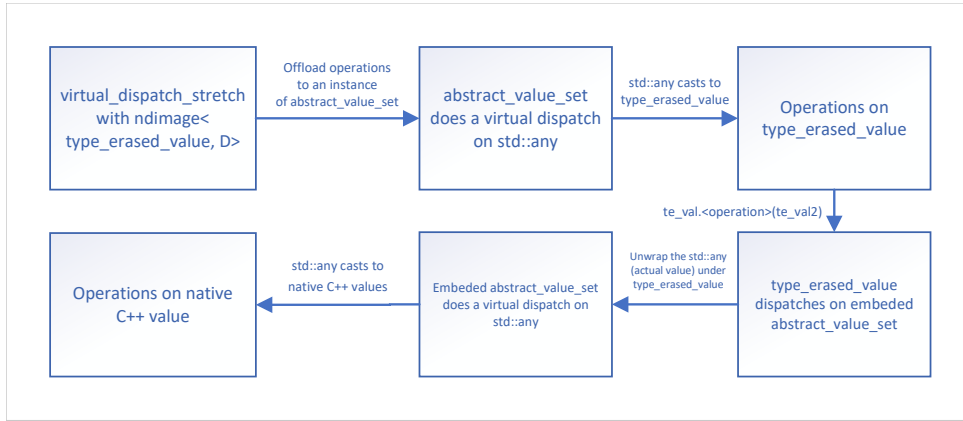 virtual_dispatch_stretch
with ndimage<
type_erased_value, D>
Offload operations
to an instance
of abstract_value_set
abstract_value_set
does a virtual dispatch
on std::any
std::any casts to
type_erased_value
Operations on
type_erased_value
te_val.<operation>(te_val2)
type_erased_value
dispatches on embeded
abstract_value_set
Unwrap the std::any
(actual value) under
type_erased_value
Embeded abstract_value_set
does a virtual dispatch on
std::any
std::any casts to
native C++ values
Operations on native
C++ value